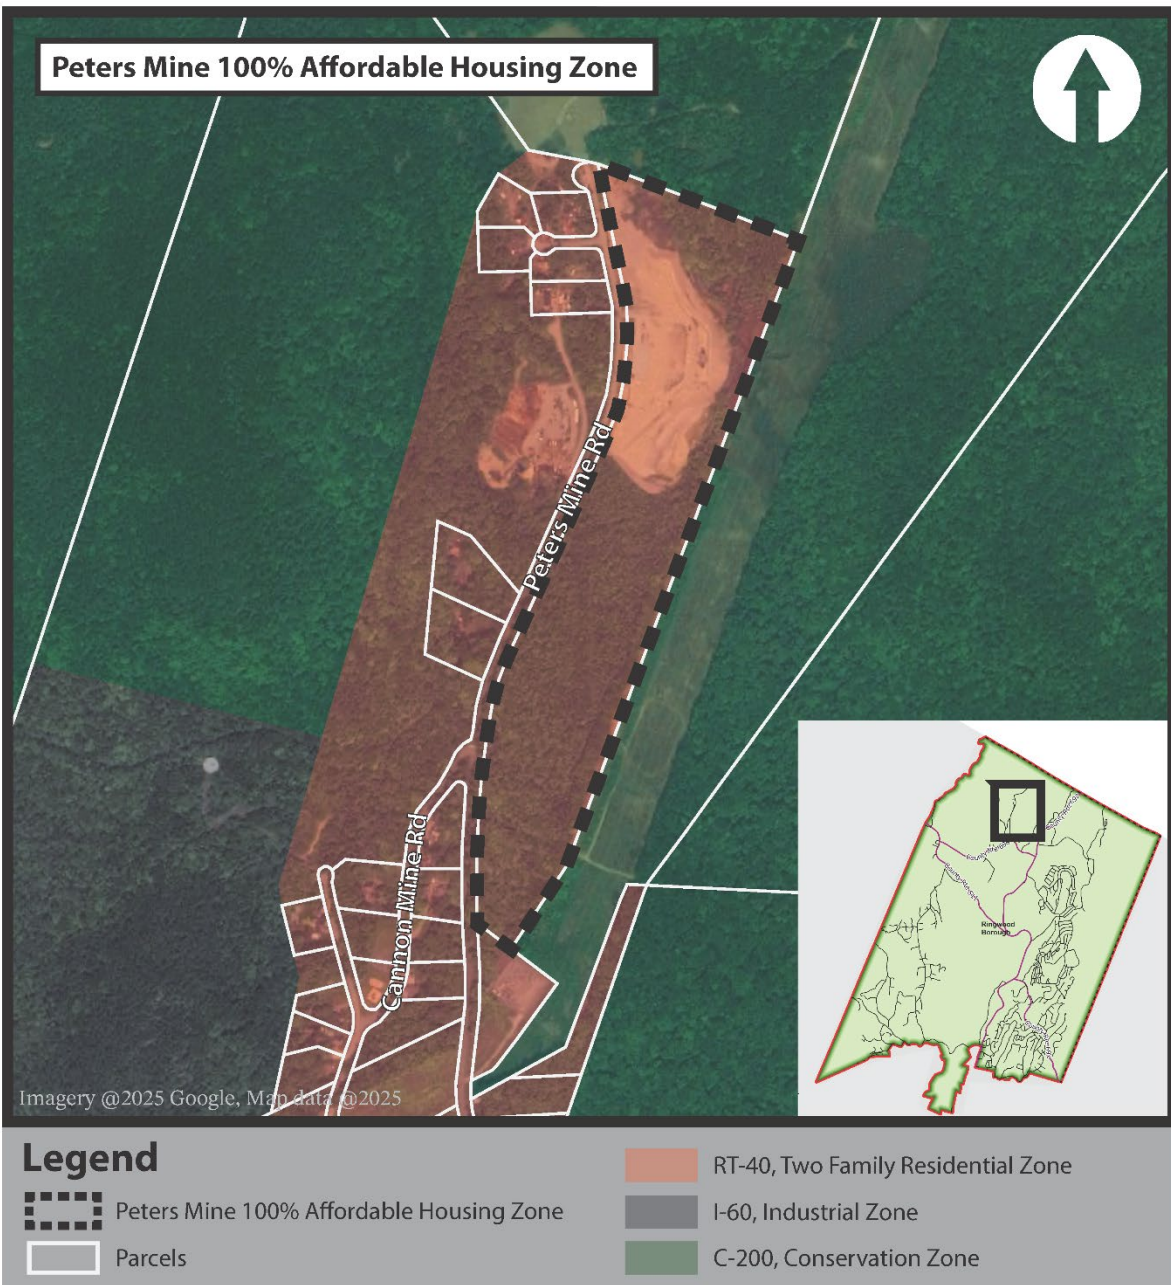 Peters Mine 100% Affordable Housing Zone
Peters Mine Rd
Cannon Mine Rd
Ringwood
Borough
Imagery @2025 Google, Map data @2025
Legend
Peters Mine 100% Affordable Housing Zone
Parcels
RT-40, Two Family Residential Zone
I-60, Industrial Zone
C-200, Conservation Zone